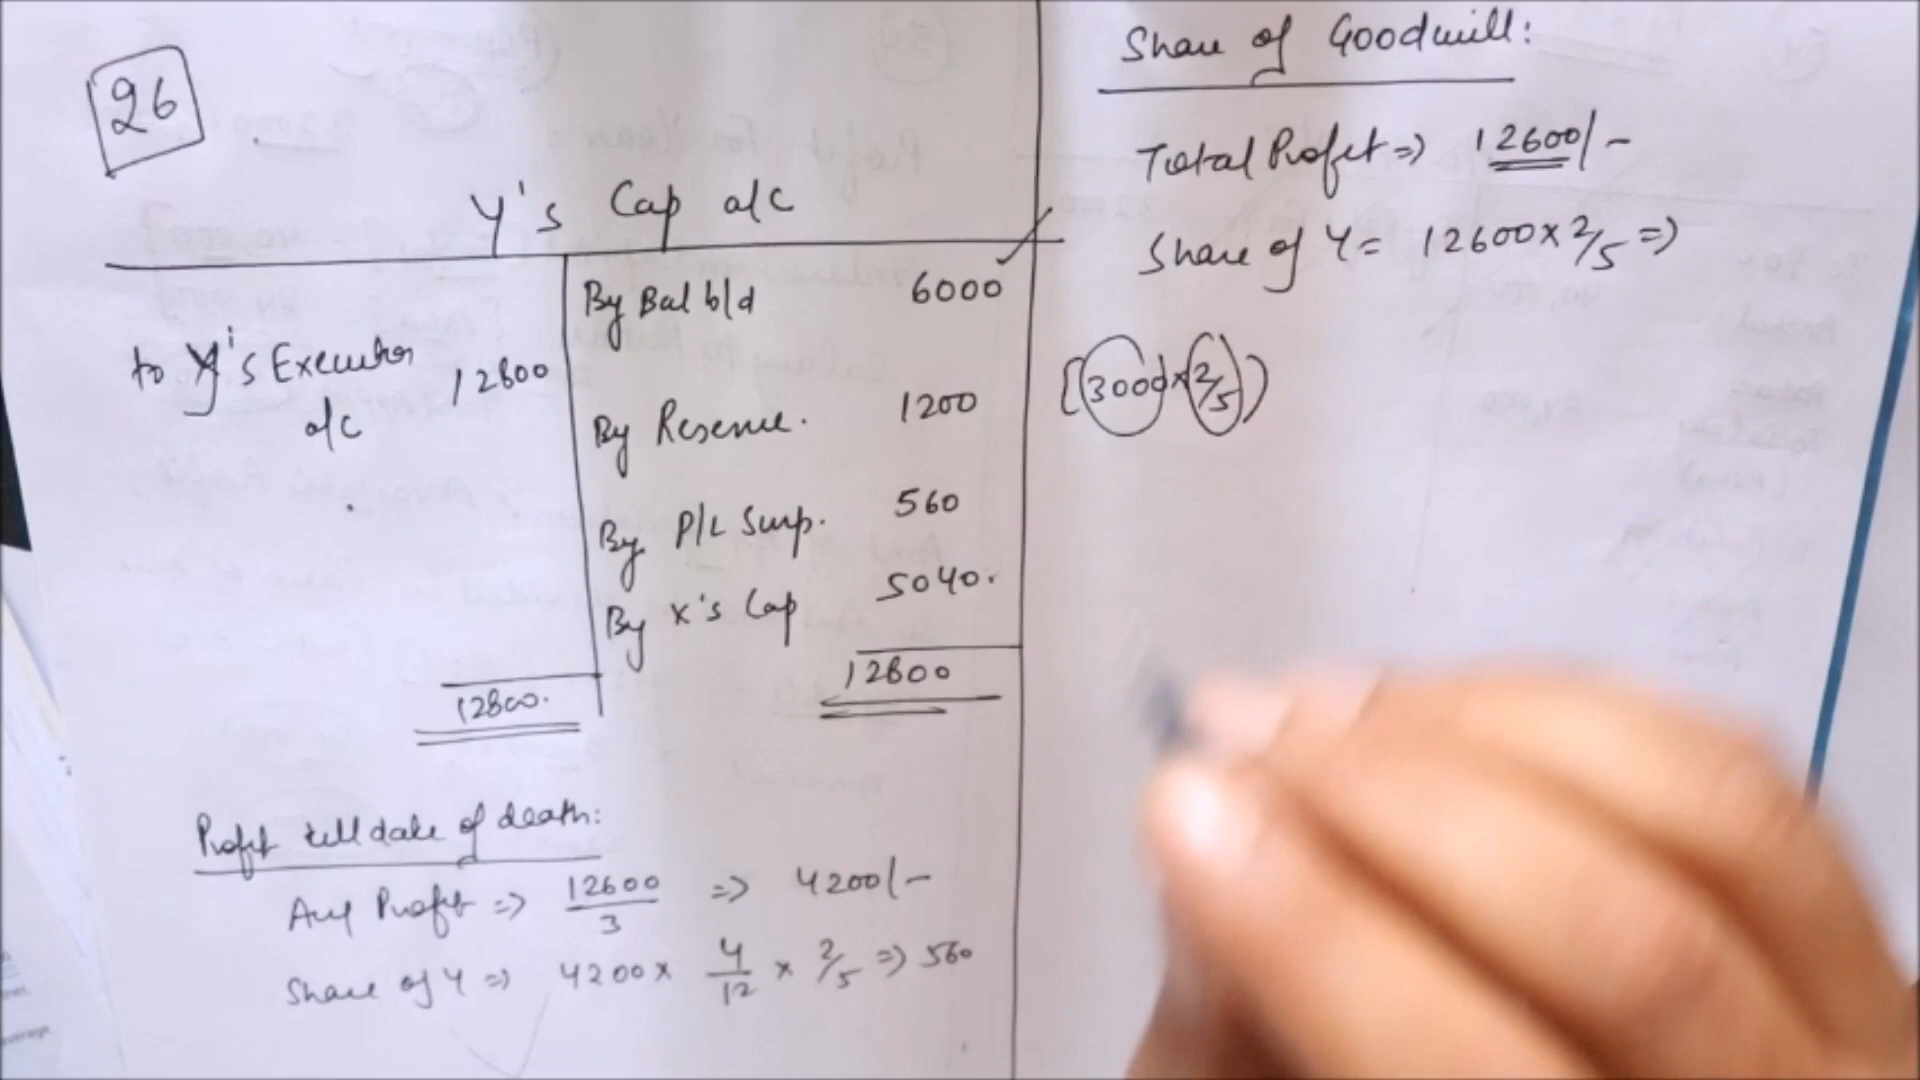 26
Y's Cap a/c
By Bal b/d 6000
to Y's Executor 12800
a/c
By Reserve. 1200
By P/L Surp. 560
By X's Cap 5040.
12800. 12800
Profit till date of death:
Avg Profit => 12600/3 => 4200/-
Share of Y => 4200 x 4/12 x 2/5 => 560
Share of Goodwill:
Total Profit => 12600/-
Share of Y = 12600 x 2/5 =>
[3000 x 2/5)